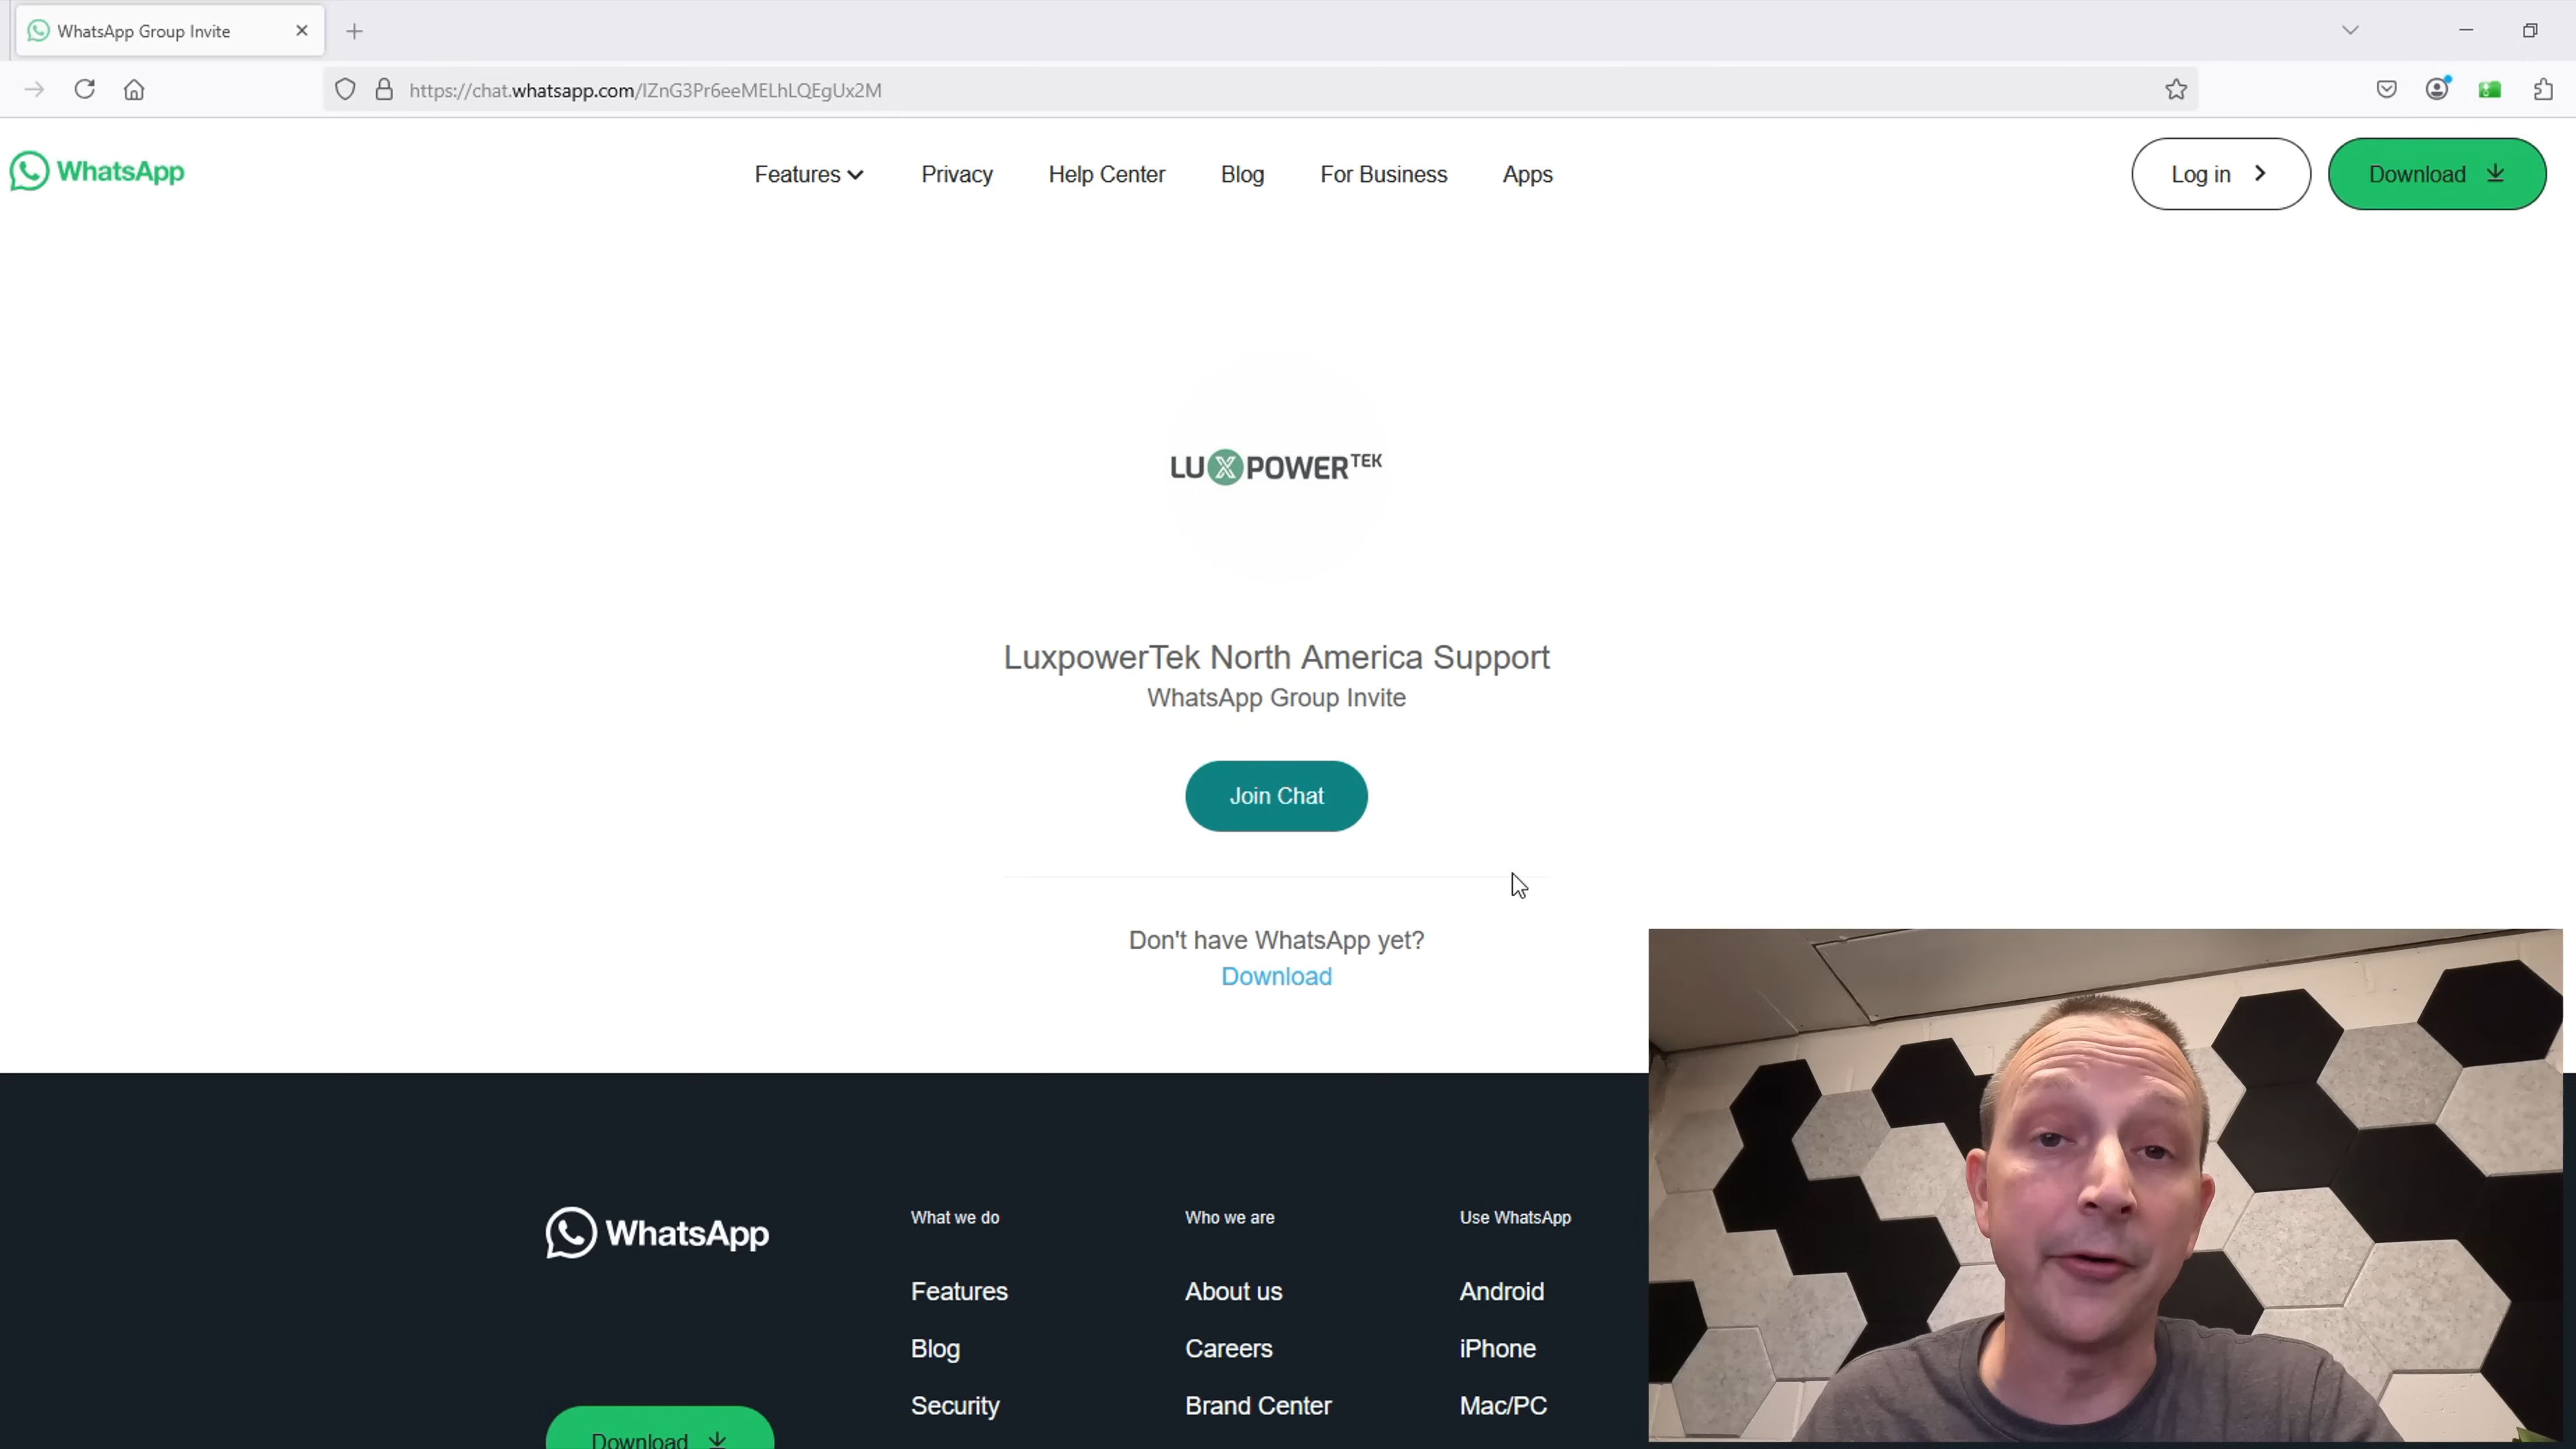 WhatsApp Group Invite
https://chat.whatsapp.com/IZnG3Pr6eeMELhLQEgUx2M
WhatsApp
Features
Privacy
Help Center
Blog
For Business
Apps
Log in
Download
LUXPOWERTEK
LuxpowerTek North America Support
WhatsApp Group Invite
Join Chat
Don't have WhatsApp yet?
Download
WhatsApp
Download
What we do
Features
Blog
Security
Who we are
About us
Careers
Brand Center
Use WhatsApp
Android
iPhone
Mac/PC